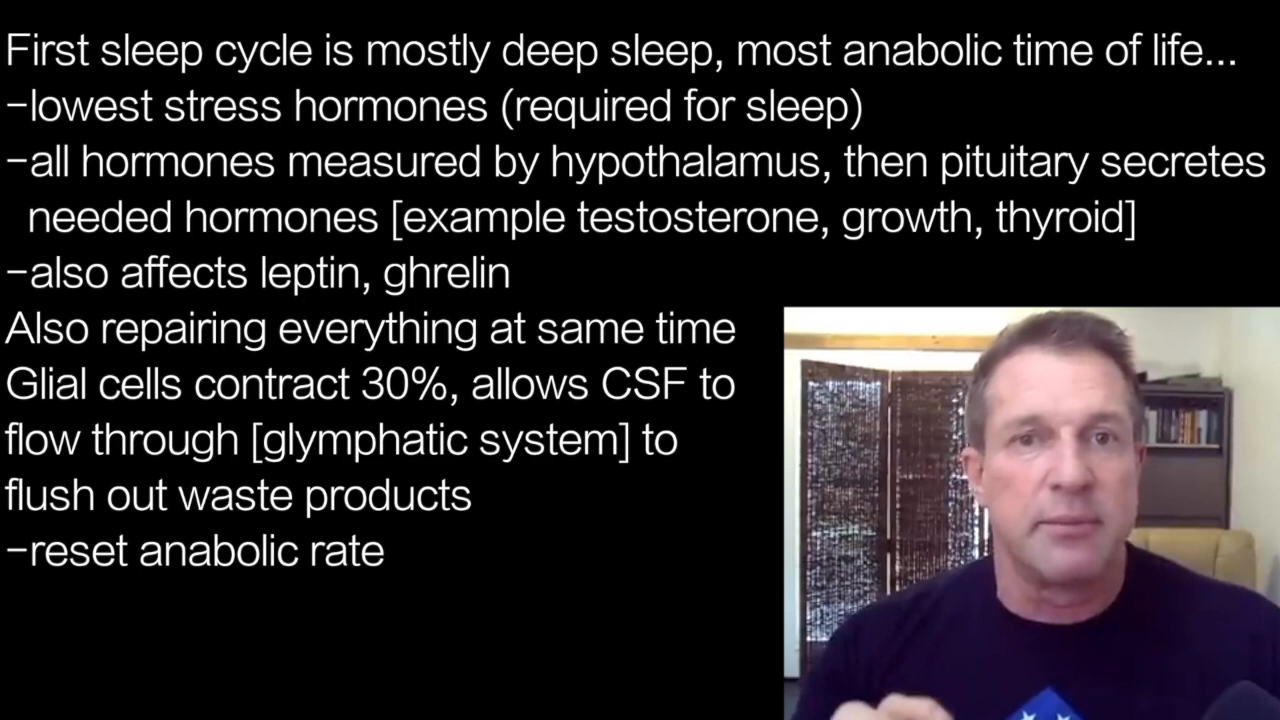 First sleep cycle is mostly deep sleep, most anabolic time of life...
−lowest stress hormones (required for sleep)
−all hormones measured by hypothalamus, then pituitary secretes
needed hormones [example testosterone, growth, thyroid]
−also affects leptin, ghrelin
Also repairing everything at same time
Glial cells contract 30%, allows CSF to
flow through [glymphatic system] to
flush out waste products
−reset anabolic rate